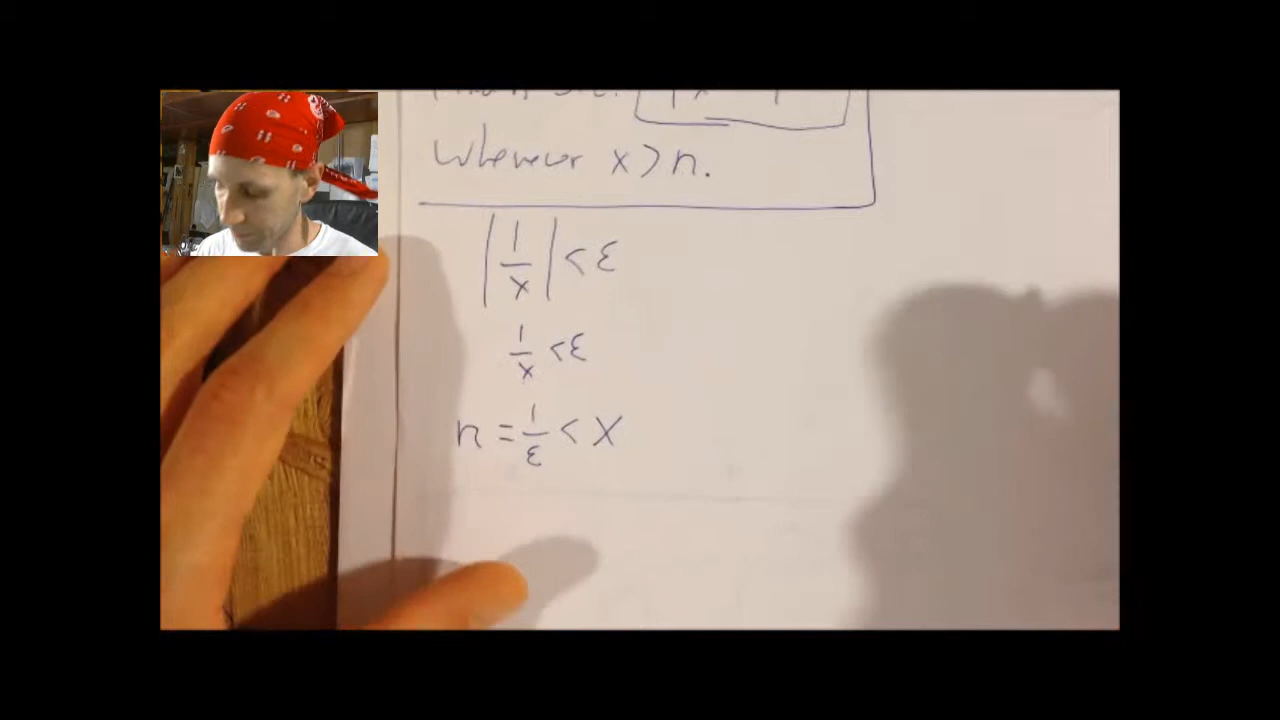 whenever x > n.
|1/x| < ε
1/x < ε
n = 1/ε < x